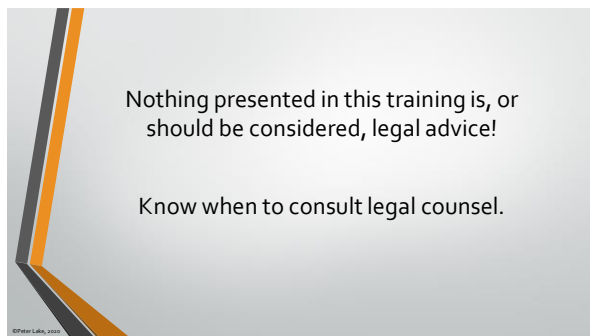 Nothing presented in this training is, or
should be considered, legal advice!
Know when to consult legal counsel.
©Peter Lake, 2020